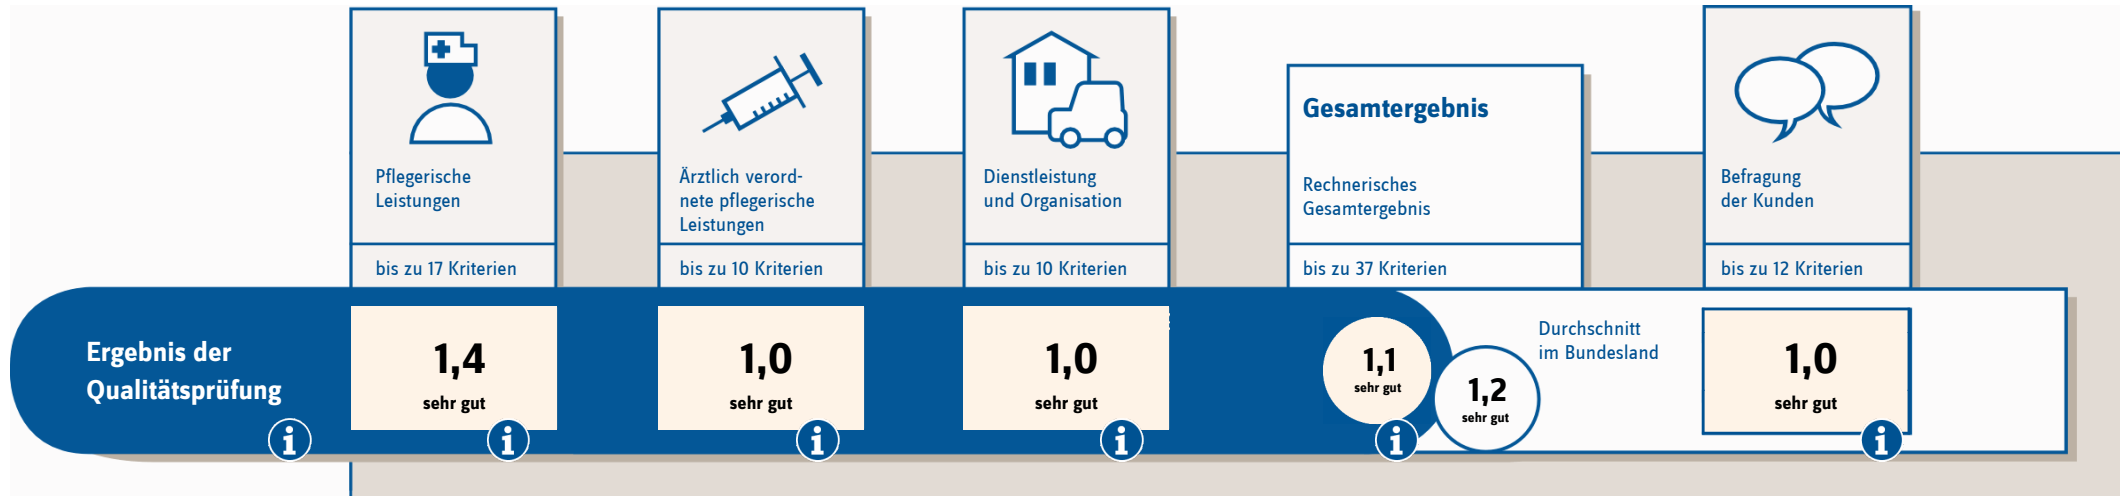 Pflegerische
Leistungen
bis zu 17 Kriterien
Ärztlich verord-
nete pflegerische
Leistungen
bis zu 10 Kriterien
Dienstleistung
und Organisation
bis zu 10 Kriterien
Gesamtergebnis
Rechnerisches
Gesamtergebnis
bis zu 37 Kriterien
Befragung
der Kunden
bis zu 12 Kriterien
Ergebnis der
Qualitätsprüfung
i
1,4
sehr gut
i
1,0
sehr gut
i
1,0
sehr gut
i
1,1
sehr gut
i
1,2
sehr gut
Durchschnitt
im Bundesland
1,0
sehr gut
i